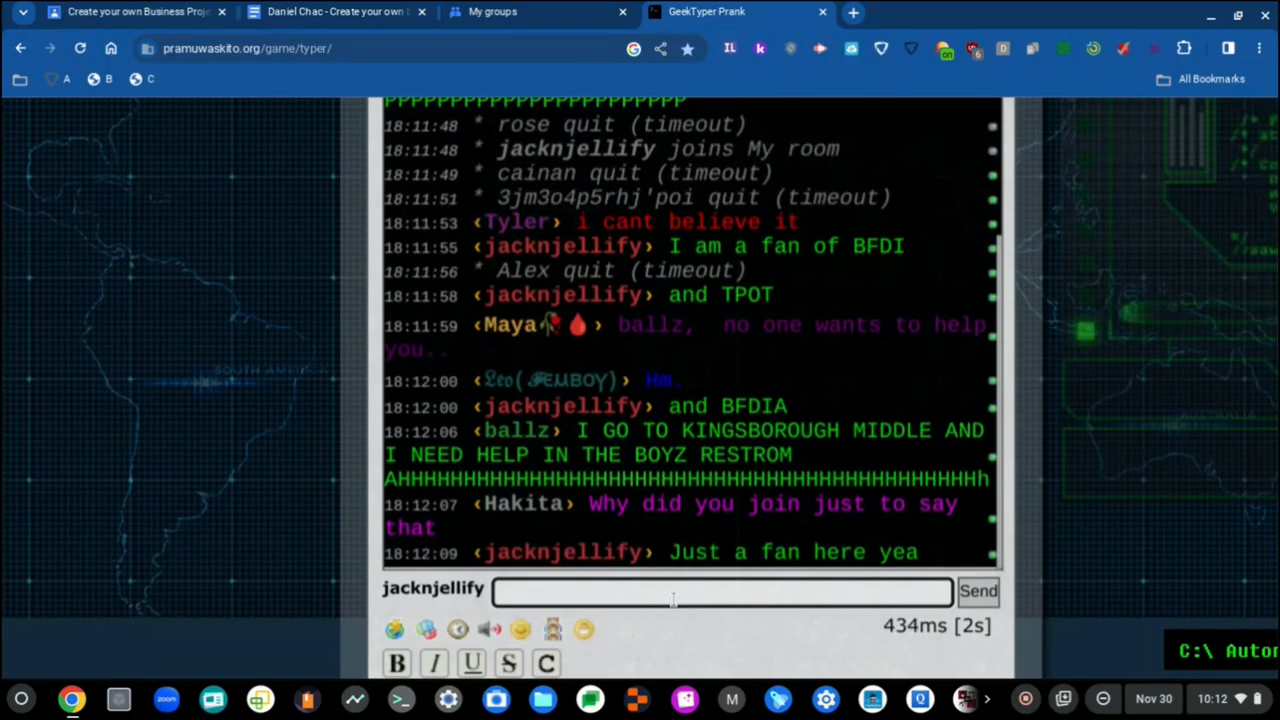 Create your own Business Proje
Daniel Chac - Create your own b
My groups
GeekTyper Prank
pramuwaskito.org/game/typer/
A
B
C
All Bookmarks
PPPPPPPPPPPPPPPPPPPPPPP
18:11:48 * rose quit (timeout)
18:11:48 * jacknjellify joins My room
18:11:49 * cainan quit (timeout)
18:11:51 * 3jm3o4p5rhj'poi quit (timeout)
18:11:53 ‹Tyler› i cant believe it
18:11:55 ‹jacknjellify› I am a fan of BFDI
18:11:56 * Alex quit (timeout)
18:11:58 ‹jacknjellify› and TPOT
18:11:59 ‹Maya🥀🩸› ballz, no one wants to help
you..
18:12:00 ‹𝔏𝔢𝔬(𝓕ΕμβΟγ)› Hm.
18:12:00 ‹jacknjellify› and BFDIA
18:12:06 ‹ballz› I GO TO KINGSBOROUGH MIDDLE AND
I NEED HELP IN THE BOYZ RESTROM
AHHHHHHHHHHHHHHHHHHHHHHHHHHHHHHHHHHHHHHHHHHHHh
18:12:07 ‹Hakita› Why did you join just to say
that
18:12:09 ‹jacknjellify› Just a fan here yea
jacknjellify
Send
434ms [2s]
B I U S C
SOUTH AMERICA
AUSTRALIA
C:\ Autor
Nov 30
10:12